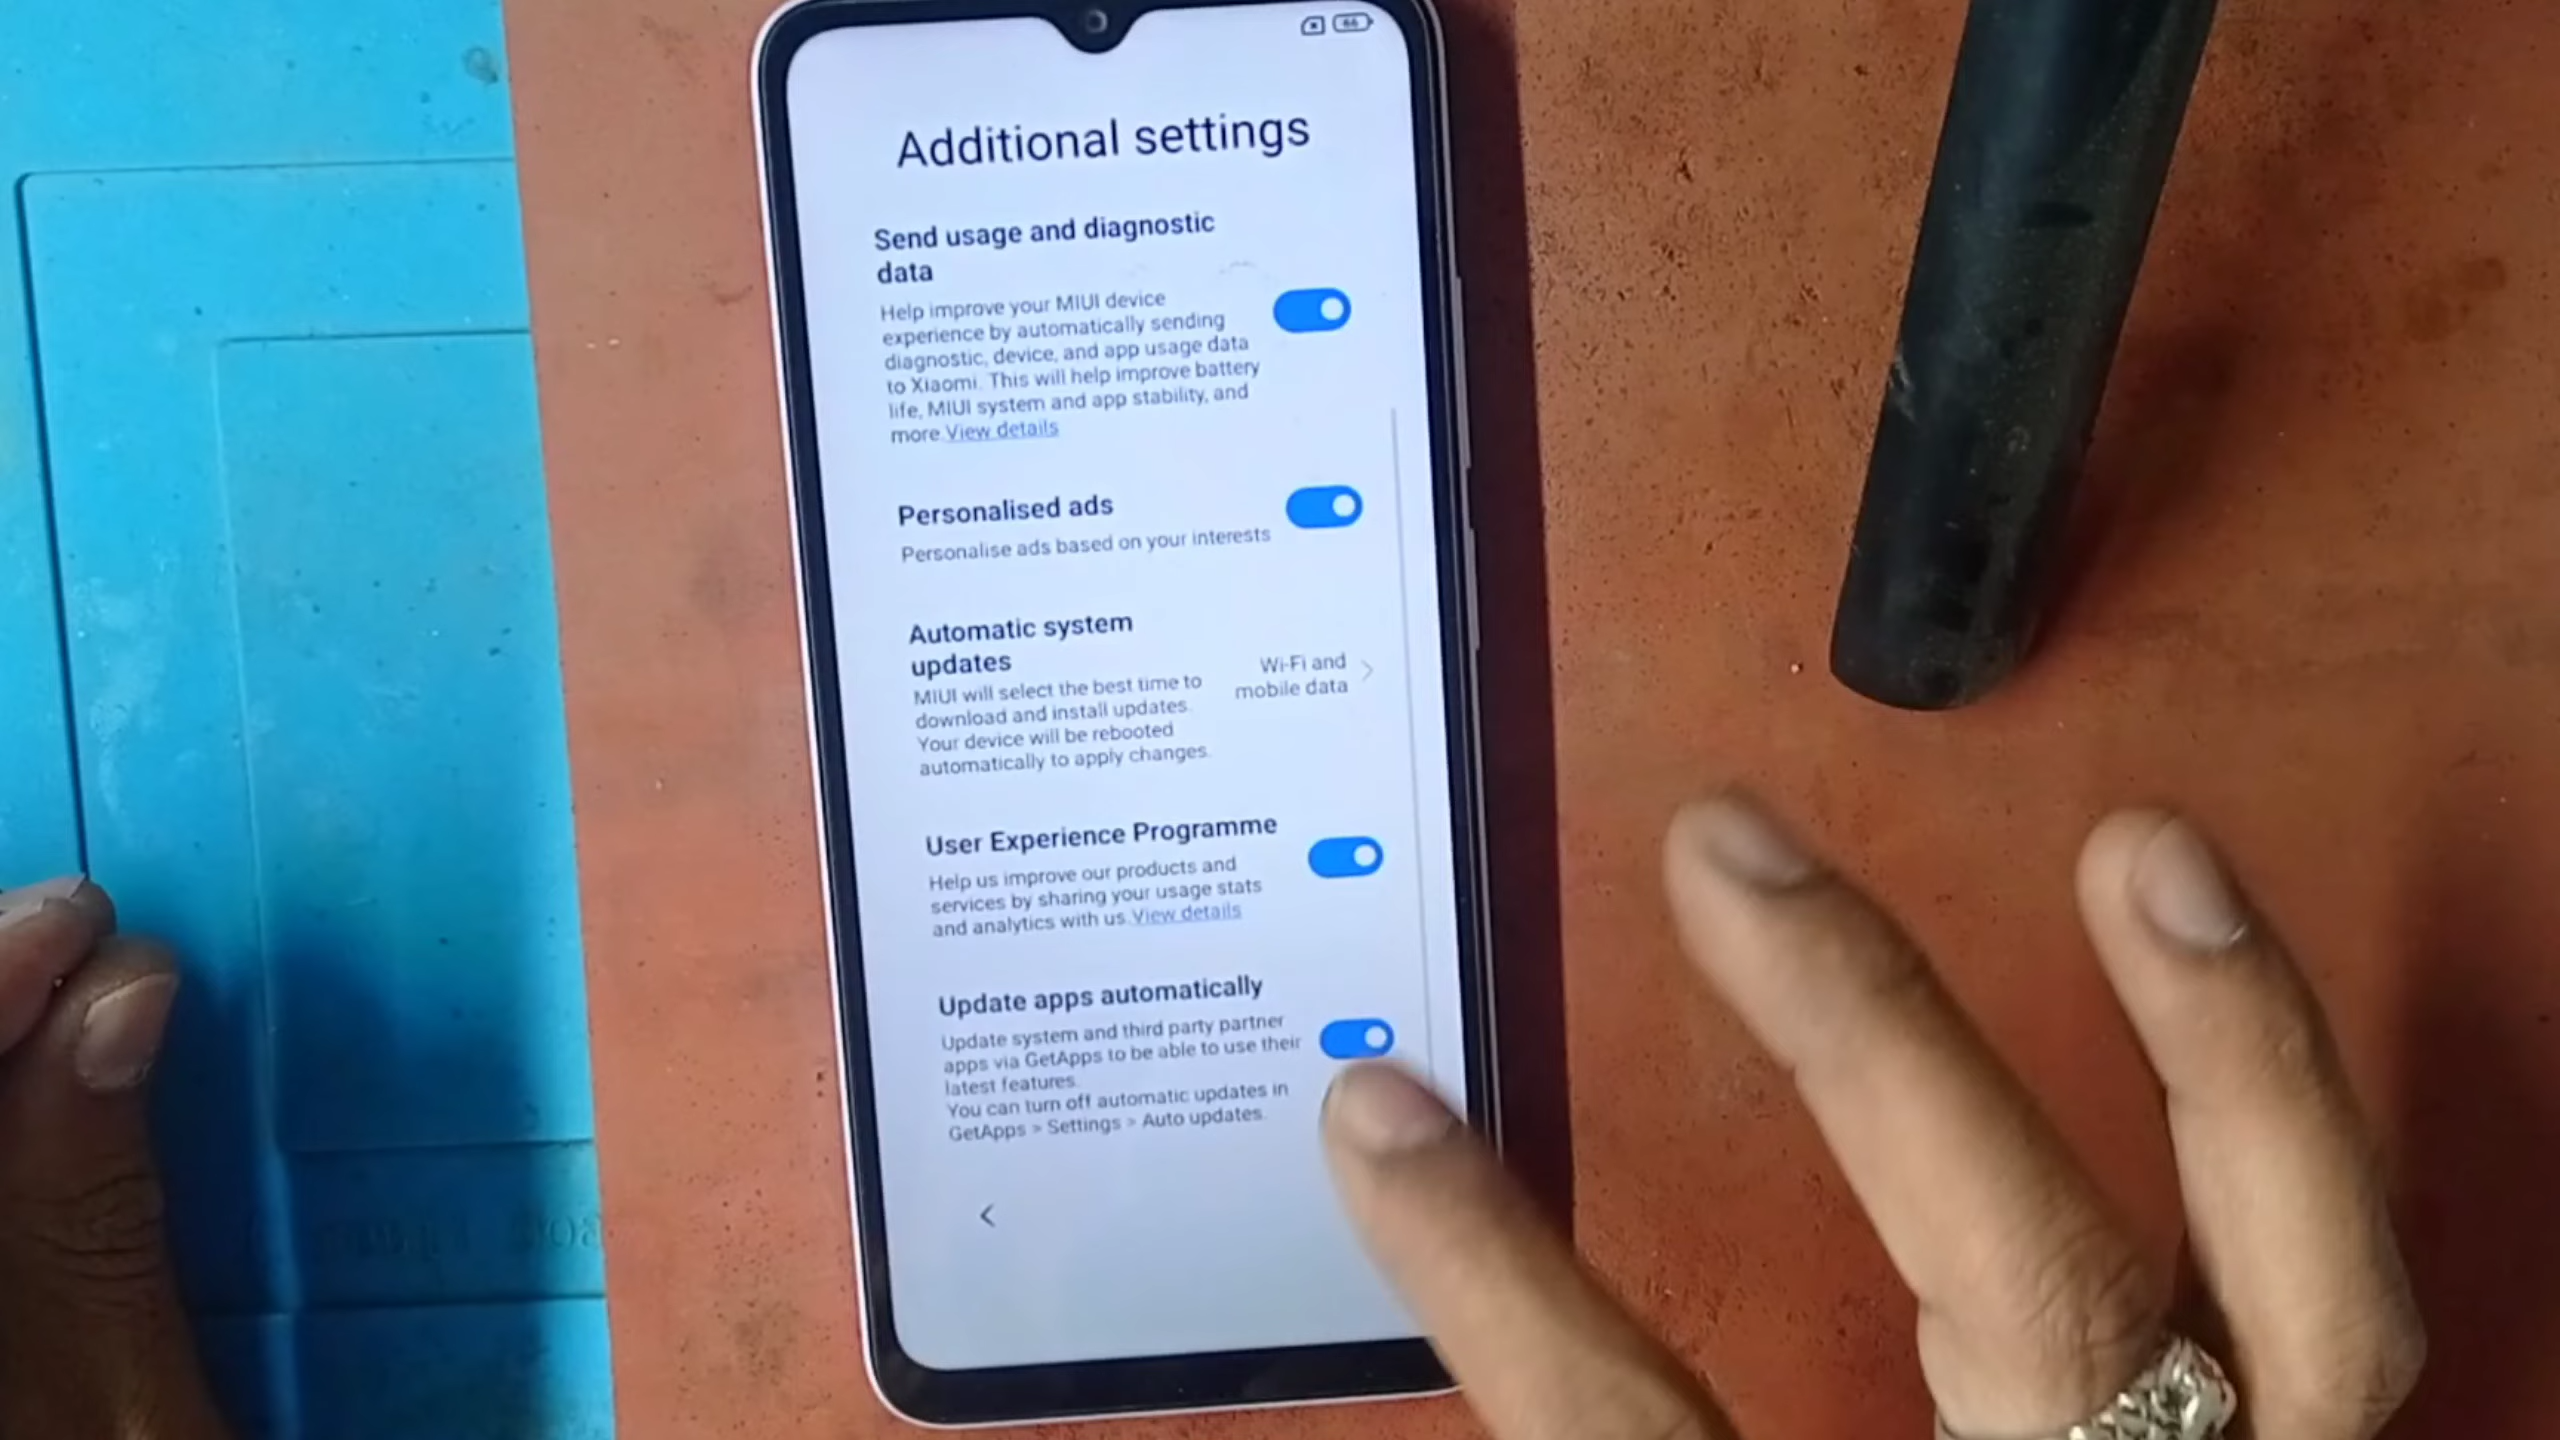 Additional settings
Send usage and diagnostic
data
Help improve your MIUI device
experience by automatically sending
diagnostic, device, and app usage data
to Xiaomi. This will help improve battery
life, MIUI system and app stability, and
more View details
Personalised ads
Personalise ads based on your interests
Automatic system
updates
MIUI will select the best time to
download and install updates.
Your device will be rebooted
automatically to apply changes.
Wi-Fi and
mobile data
User Experience Programme
Help us improve our products and
services by sharing your usage stats
and analytics with us View details
Update apps automatically
Update system and third party partner
apps via GetApps to be able to use their
latest features.
You can turn off automatic updates in
GetApps > Settings > Auto updates.